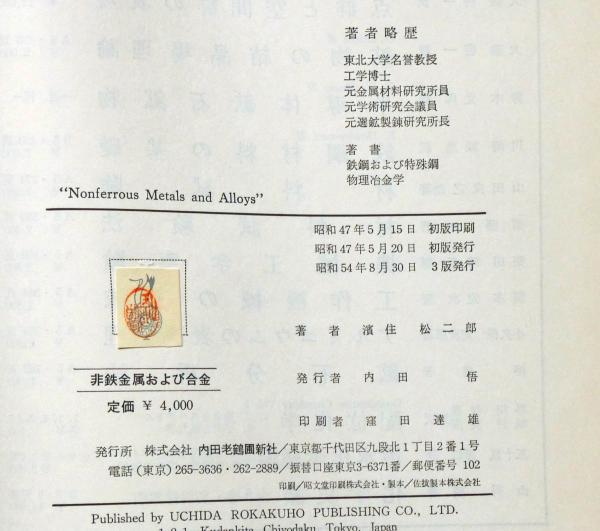 著者略歴
東北大学名誉教授
工学博士
元金属材料研究所員
元学術研究会議員
元選鉱製錬研究所長
著書
鉄鋼および特殊鋼
物理冶金学
"Nonferrous Metals and Alloys"
昭和47年5月15日 初版印刷
昭和47年5月20日 初版発行
昭和54年8月30日 3版発行
著者 濱住 松二郎
非鉄金属および合金
定価 ¥ 4,000
発行者 内田 悟
印刷者 窪田達雄
発行所 株式会社 内田老鶴圃新社/東京都千代田区九段北1丁目2番1号
電話(東京)265-3636・262-2889/振替口座東京3-6371番/郵便番号 102
印刷/昭文堂印刷株式会社・製本/佐抜製本株式会社
Published by UCHIDA ROKAKUHO PUBLISHING CO., LTD.
1-2-1, Kudankita, Chiyodaku, Tokyo, Japan